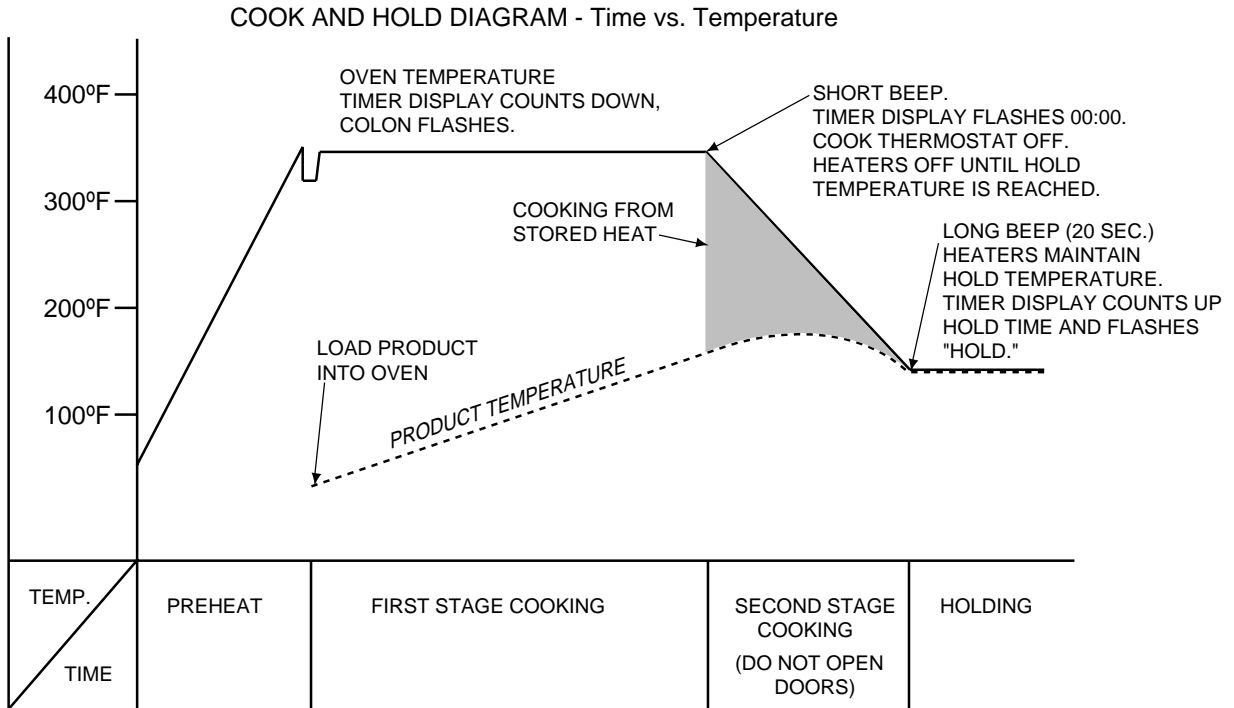 COOK AND HOLD DIAGRAM - Time vs. Temperature
400ºF
300ºF
200ºF
100ºF
OVEN TEMPERATURE
TIMER DISPLAY COUNTS DOWN,
COLON FLASHES.
SHORT BEEP.
TIMER DISPLAY FLASHES 00:00.
COOK THERMOSTAT OFF.
HEATERS OFF UNTIL HOLD
TEMPERATURE IS REACHED.
COOKING FROM
STORED HEAT
LONG BEEP (20 SEC.)
HEATERS MAINTAIN
HOLD TEMPERATURE.
TIMER DISPLAY COUNTS UP
HOLD TIME AND FLASHES
"HOLD."
LOAD PRODUCT
INTO OVEN
PRODUCT TEMPERATURE
TEMP.
TIME
PREHEAT
FIRST STAGE COOKING
SECOND STAGE
COOKING
(DO NOT OPEN
DOORS)
HOLDING